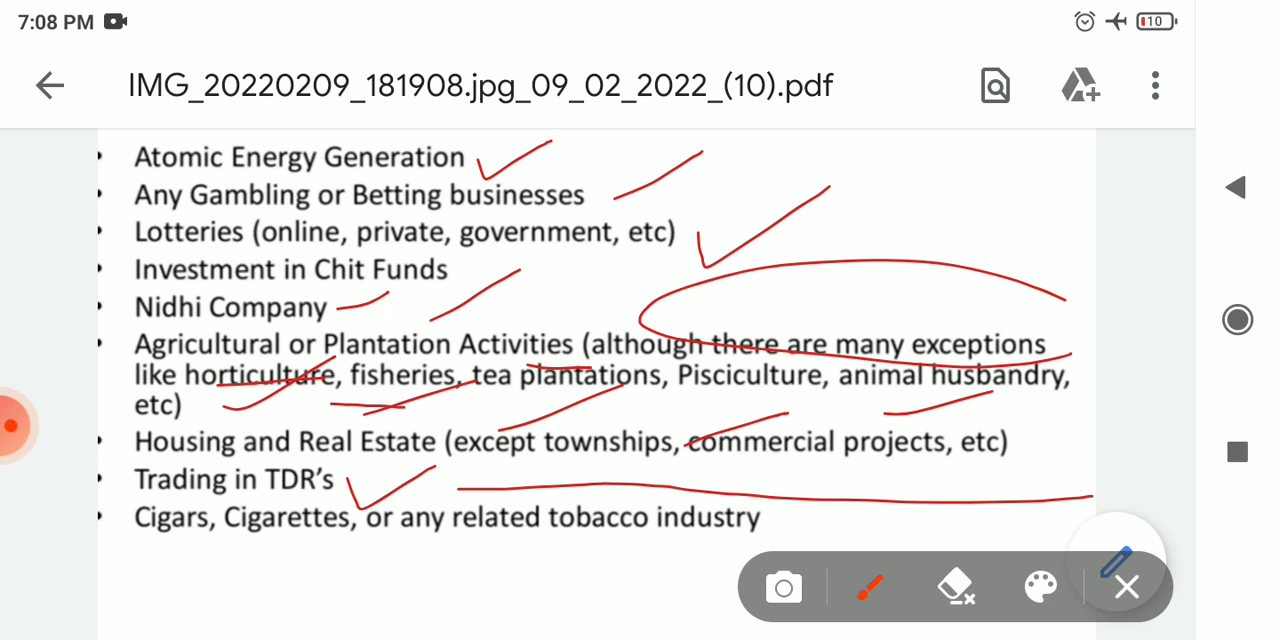 7:08 PM
10
IMG_20220209_181908.jpg_09_02_2022_(10).pdf
• Atomic Energy Generation
• Any Gambling or Betting businesses
• Lotteries (online, private, government, etc)
• Investment in Chit Funds
• Nidhi Company
• Agricultural or Plantation Activities (although there are many exceptions
like horticulture, fisheries, tea plantations, Pisciculture, animal husbandry,
etc)
• Housing and Real Estate (except townships, commercial projects, etc)
• Trading in TDR’s
• Cigars, Cigarettes, or any related tobacco industry